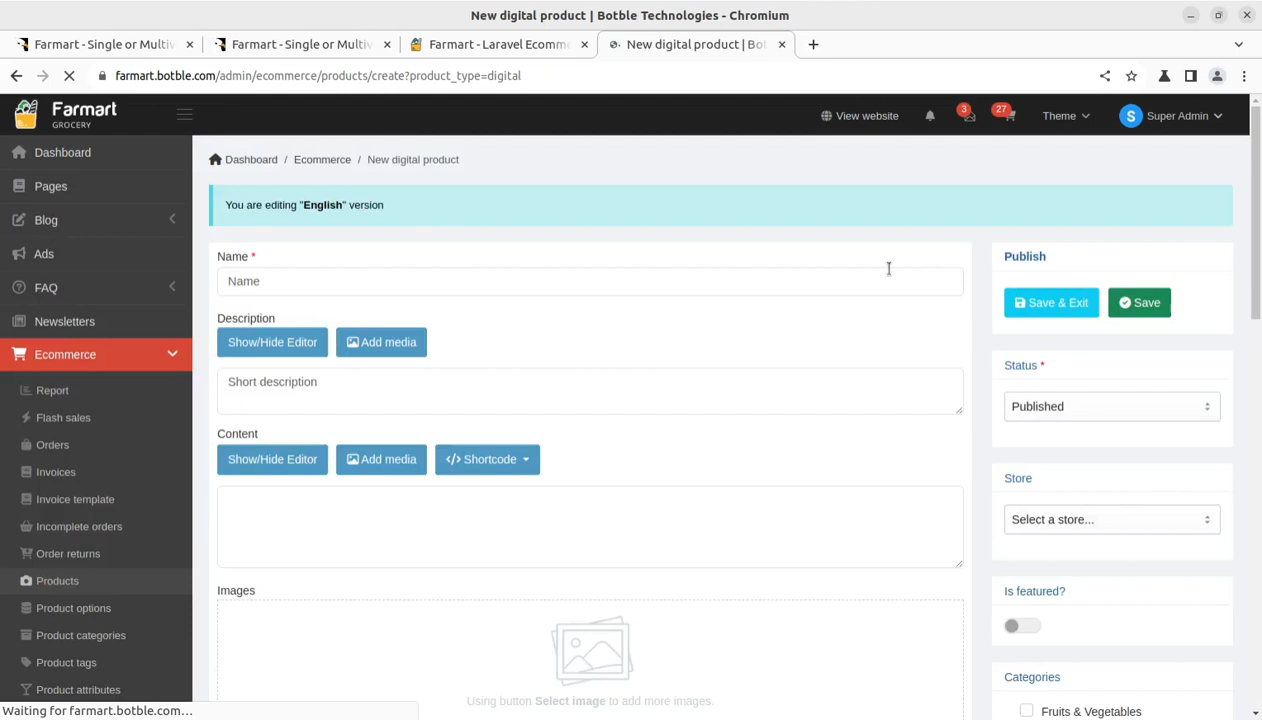 New digital product | Botble Technologies - Chromium
Farmart - Single or Multiv
Farmart - Single or Multiv
Farmart - Laravel Ecomme
New digital product | Bot
farmart.botble.com/admin/ecommerce/products/create?product_type=digital
Farmart
GROCERY
View website
3
27
Theme
S
Super Admin
Dashboard
Pages
Blog
Ads
FAQ
Newsletters
Ecommerce
Report
Flash sales
Orders
Invoices
Invoice template
Incomplete orders
Order returns
Products
Product options
Product categories
Product tags
Product attributes
Dashboard / Ecommerce / New digital product
You are editing "English" version
Name *
Name
Description
Show/Hide Editor
Add media
Short description
Content
Show/Hide Editor
Add media
</> Shortcode
Images
Using button Select image to add more images.
Publish
Save & Exit
Save
Status *
Published
Store
Select a store...
Is featured?
Categories
Fruits & Vegetables
Waiting for farmart.botble.com...